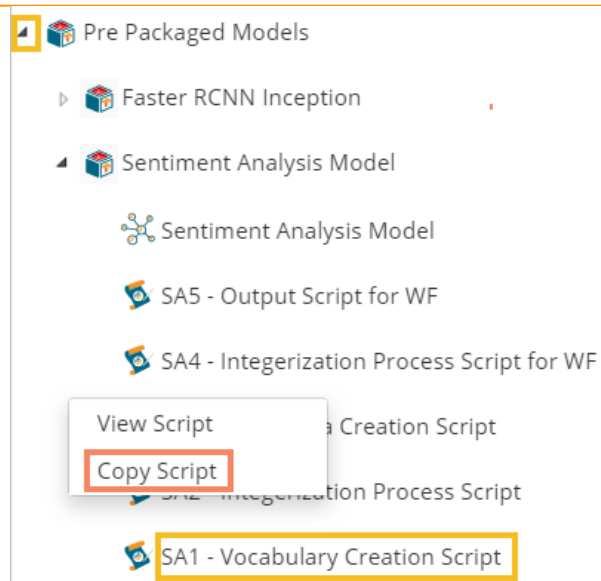 Pre Packaged Models
Faster RCNN Inception
Sentiment Analysis Model
Sentiment Analysis Model
SA5 - Output Script for WF
SA4 - Integerization Process Script for WF
View Script
a Creation Script
Copy Script
SA2 - Integerization Process Script
SA1 - Vocabulary Creation Script